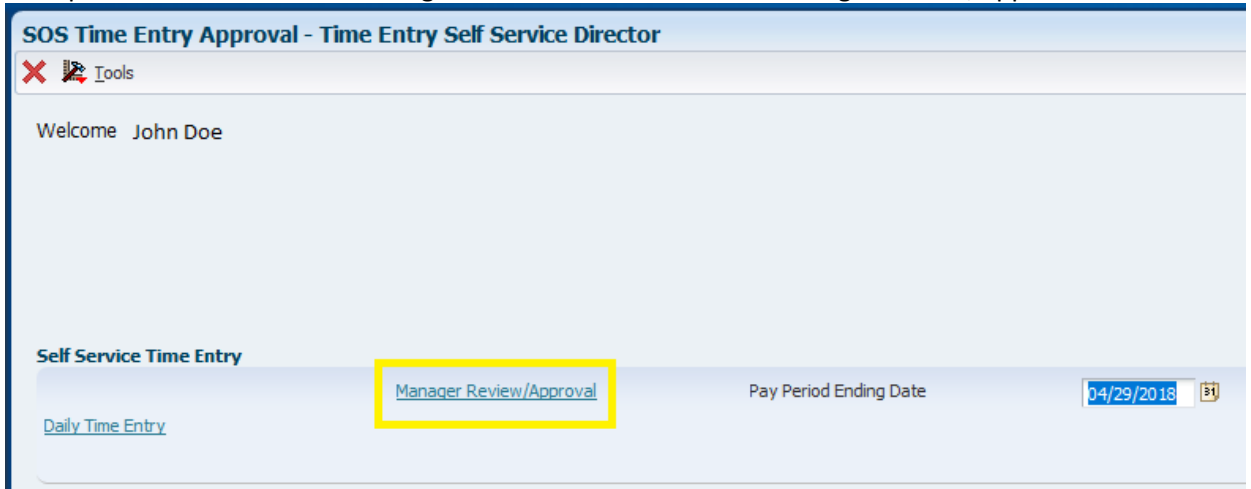 SOS Time Entry Approval - Time Entry Self Service Director
Tools
Welcome John Doe
Self Service Time Entry
Manager Review/Approval Pay Period Ending Date 04/29/2018 31
Daily Time Entry